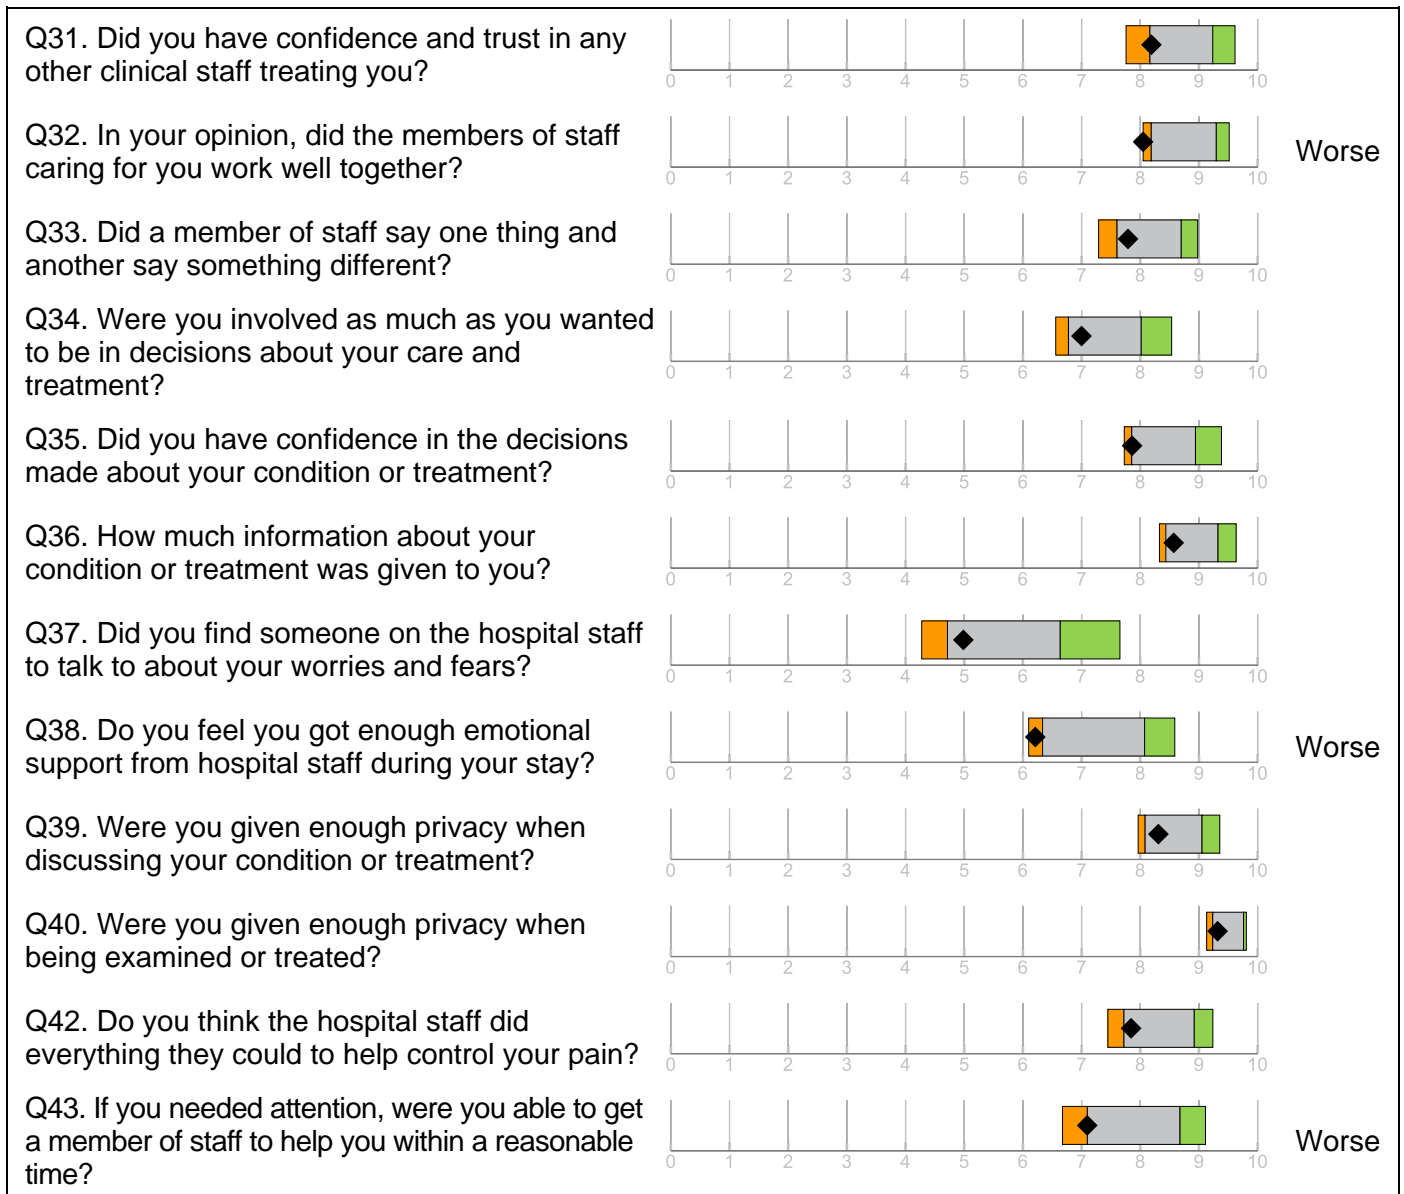 Q31. Did you have confidence and trust in any
other clinical staff treating you?
0 1 2 3 4 5 6 7 8 9 10
Q32. In your opinion, did the members of staff
caring for you work well together?
0 1 2 3 4 5 6 7 8 9 10
Worse
Q33. Did a member of staff say one thing and
another say something different?
0 1 2 3 4 5 6 7 8 9 10
Q34. Were you involved as much as you wanted
to be in decisions about your care and
treatment?
0 1 2 3 4 5 6 7 8 9 10
Q35. Did you have confidence in the decisions
made about your condition or treatment?
0 1 2 3 4 5 6 7 8 9 10
Q36. How much information about your
condition or treatment was given to you?
0 1 2 3 4 5 6 7 8 9 10
Q37. Did you find someone on the hospital staff
to talk to about your worries and fears?
0 1 2 3 4 5 6 7 8 9 10
Q38. Do you feel you got enough emotional
support from hospital staff during your stay?
0 1 2 3 4 5 6 7 8 9 10
Worse
Q39. Were you given enough privacy when
discussing your condition or treatment?
0 1 2 3 4 5 6 7 8 9 10
Q40. Were you given enough privacy when
being examined or treated?
0 1 2 3 4 5 6 7 8 9 10
Q42. Do you think the hospital staff did
everything they could to help control your pain?
0 1 2 3 4 5 6 7 8 9 10
Q43. If you needed attention, were you able to get
a member of staff to help you within a reasonable
time?
0 1 2 3 4 5 6 7 8 9 10
Worse